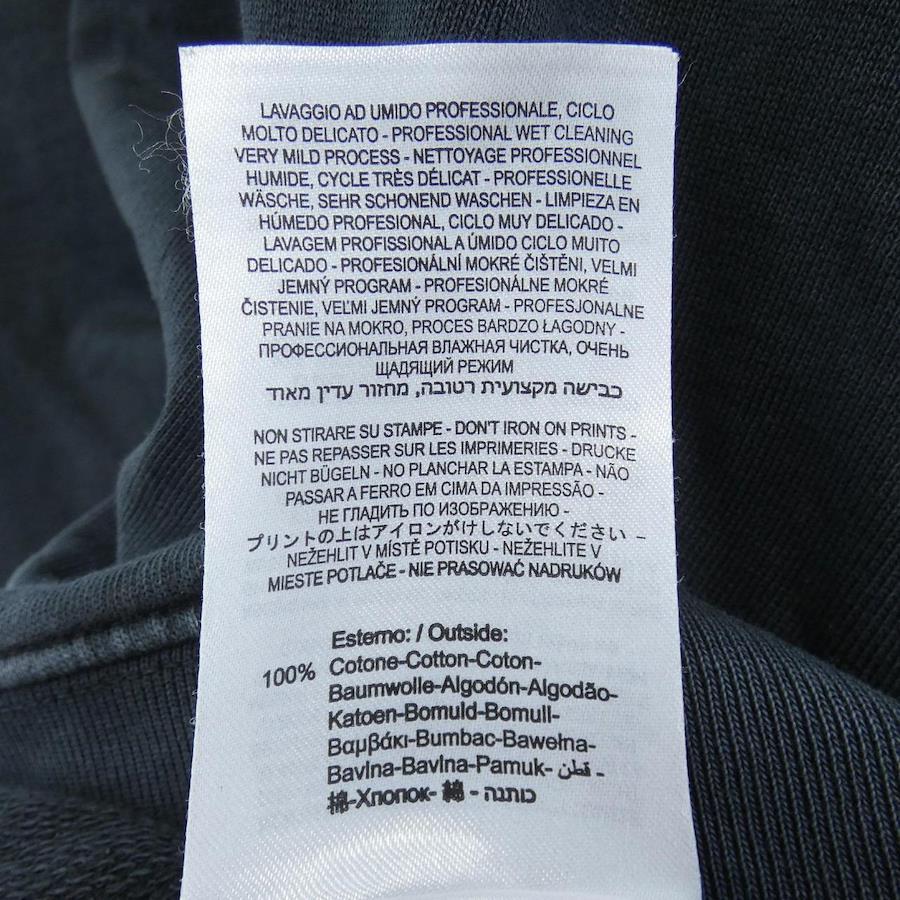 LAVAGGIO AD UMIDO PROFESSIONALE, CICLO
MOLTO DELICATO - PROFESSIONAL WET CLEANING
VERY MILD PROCESS - NETTOYAGE PROFESSIONNEL
HUMIDE, CYCLE TRÈS DÉLICAT - PROFESSIONELLE
WÄSCHE, SEHR SCHONEND WASCHEN - LIMPIEZA EN
HÚMEDO PROFESIONAL, CICLO MUY DELICADO -
LAVAGEM PROFISSIONAL A ÚMIDO CICLO MUITO
DELICADO - PROFESIONÁLNÍ MOKRÉ ČIŠTĚNI, VELMI
JEMNÝ PROGRAM - PROFESIONÁLNE MOKRÉ
ČISTENIE, VEĽMI JEMNÝ PROGRAM - PROFESJONALNE
PRANIE NA MOKRO, PROCES BARDZO ŁAGODNY -
ПРОФЕССИОНАЛЬНАЯ ВЛАЖНАЯ ЧИСТКА, ОЧЕНЬ
ЩАДЯЩИЙ РЕЖИМ
כבישה מקצועית רטובה, מחזור עדין מאוד
NON STIRARE SU STAMPE - DON'T IRON ON PRINTS -
NE PAS REPASSER SUR LES IMPRIMERIES - DRUCKE
NICHT BÜGELN - NO PLANCHAR LA ESTAMPA - NÃO
PASSAR A FERRO EM CIMA DA IMPRESSÃO -
НЕ ГЛАДИТЬ ПО ИЗОБРАЖЕНИЮ -
プリントの上はアイロンがけしないでください -
NEŽEHLIT V MÍSTĚ POTISKU - NEŽEHLITE V
MIESTE POTLAČE - NIE PRASOWAĆ NADRUKÓW
Esterno: / Outside:
100% Cotone-Cotton-Coton-
Baumwolle-Algodón-Algodão-
Katoen-Bomuld-Bomull-
Βαμβάκι-Bumbac-Bawełna-
Bavlna-Bavlna-Pamuk- قطن -
棉-Хлопок- 綿 - כותנה